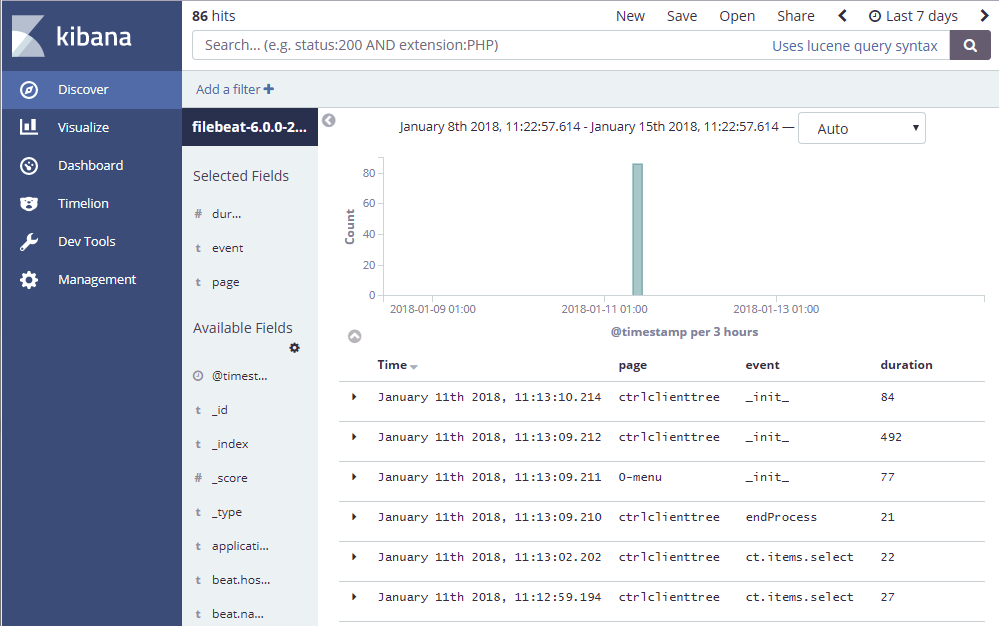 kibana
Discover
Visualize
Dashboard
Timelion
Dev Tools
Management
86 hits
New Save Open Share Last 7 days
Search... (e.g. status:200 AND extension:PHP) Uses lucene query syntax
Add a filter +
filebeat-6.0.0-2...
Selected Fields
# dur...
t event
t page
Available Fields
@timest...
t _id
t _index
# _score
t _type
t applicati...
t beat.hos...
t beat.na...
January 8th 2018, 11:22:57.614 - January 15th 2018, 11:22:57.614 — Auto
Count
80
60
40
20
0
2018-01-09 01:00 2018-01-11 01:00 2018-01-13 01:00
@timestamp per 3 hours
Time page event duration
January 11th 2018, 11:13:10.214 ctrlclienttree _init_ 84
January 11th 2018, 11:13:09.212 ctrlclienttree _init_ 492
January 11th 2018, 11:13:09.211 O-menu _init_ 77
January 11th 2018, 11:13:09.210 ctrlclienttree endProcess 21
January 11th 2018, 11:13:02.202 ctrlclienttree ct.items.select 22
January 11th 2018, 11:12:59.194 ctrlclienttree ct.items.select 27